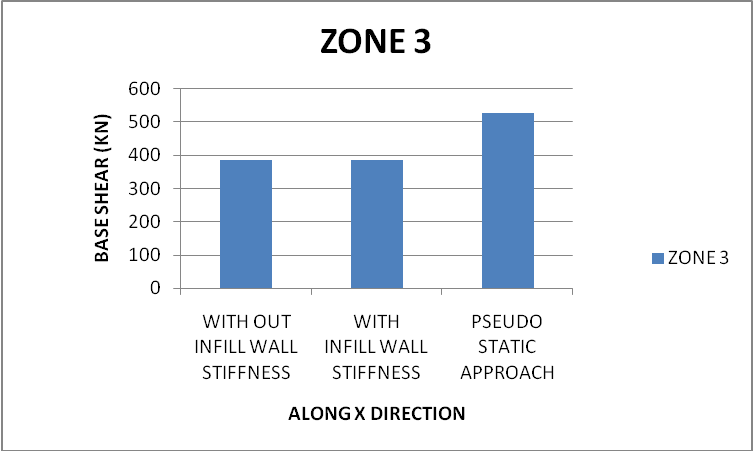 ZONE 3
BASE SHEAR (KN)
600
500
400
300
200
100
0
WITH OUT
INFILL WALL
STIFFNESS
WITH
INFILL WALL
STIFFNESS
PSEUDO
STATIC
APPROACH
ALONG X DIRECTION
ZONE 3